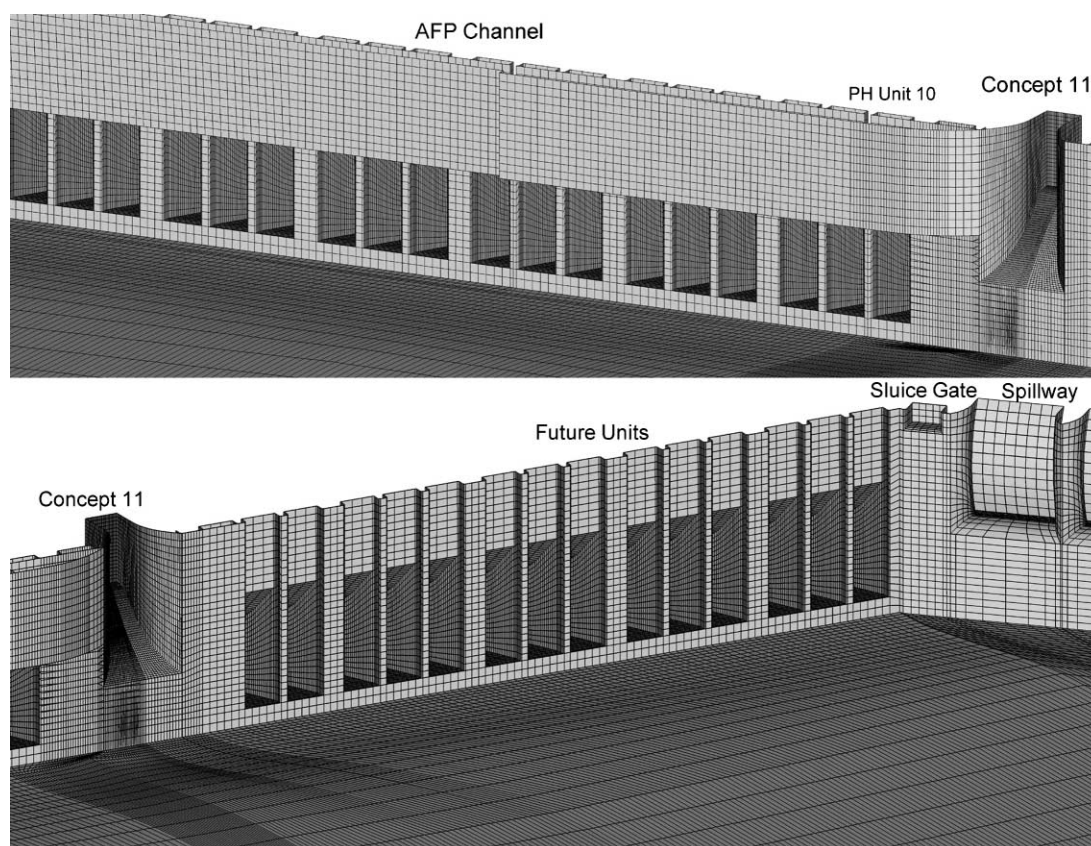 AFP Channel
PH Unit 10
Concept 11
Sluice Gate
Spillway
Future Units
Concept 11